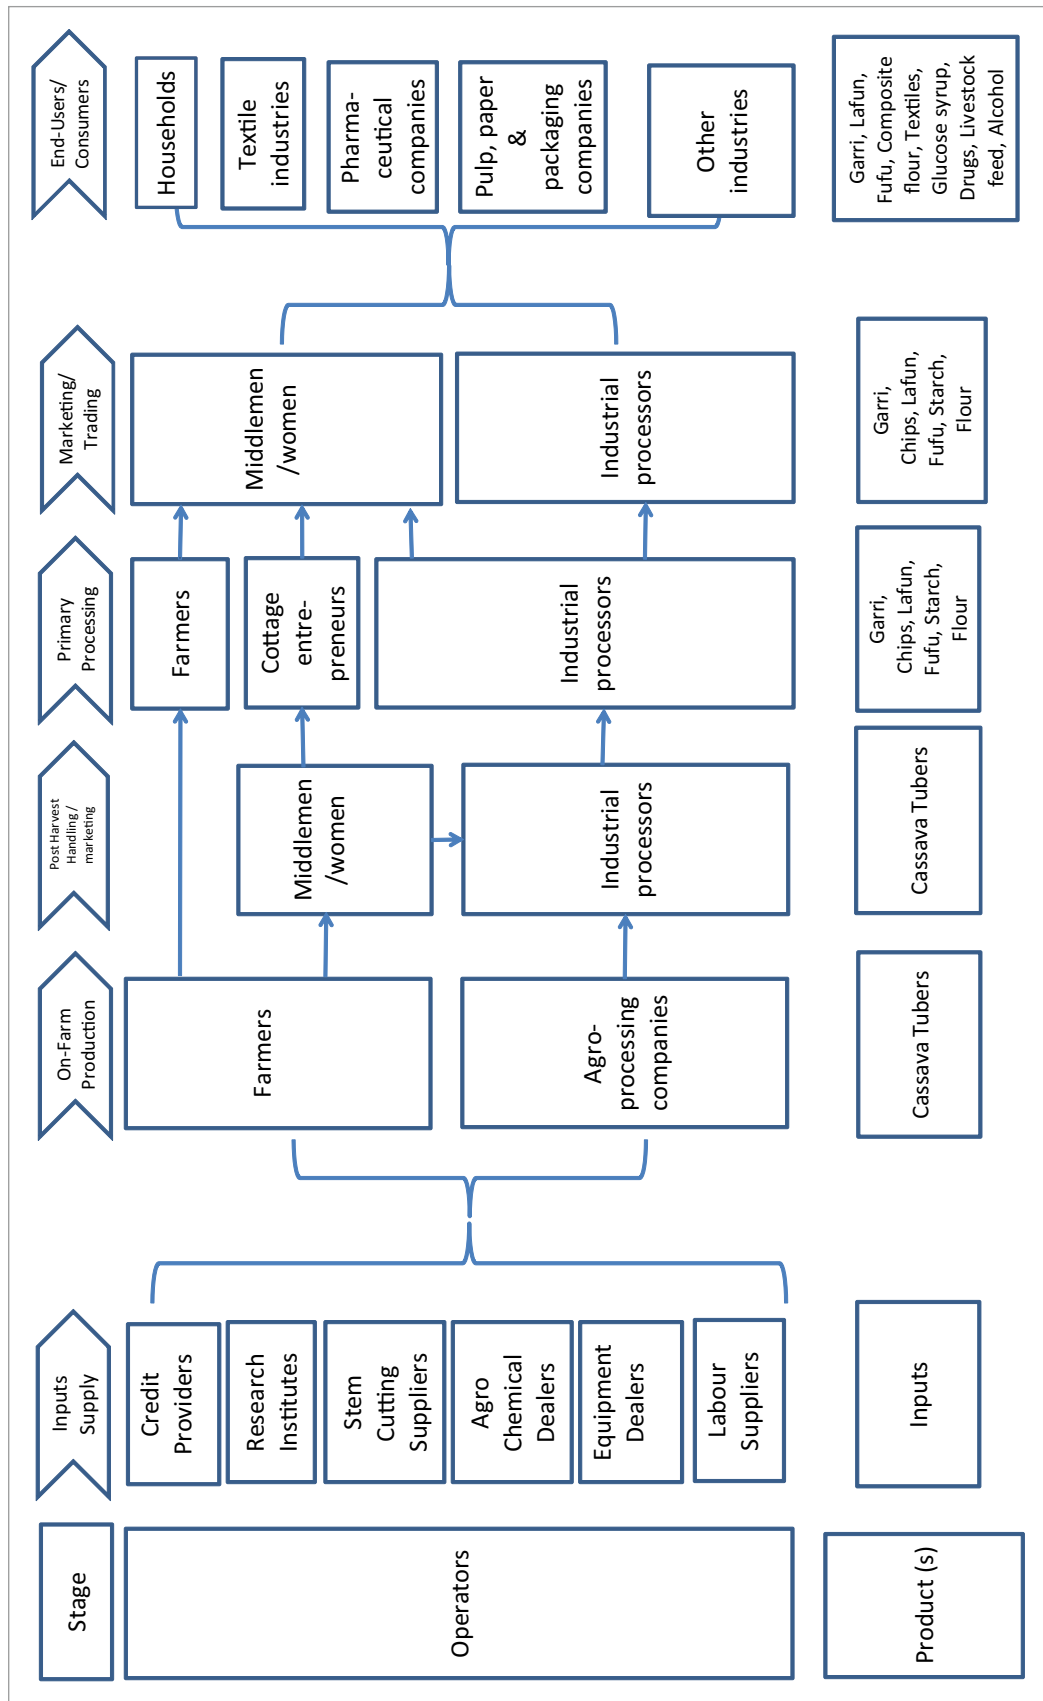 Stage
Inputs
Supply
On-Farm
Production
Post Harvest
Handling /
marketing
Primary
Processing
Marketing/
Trading
End-Users/
Consumers
Operators
Credit
Providers
Research
Institutes
Stem
Cutting
Suppliers
Agro
Chemical
Dealers
Equipment
Dealers
Labour
Suppliers
Farmers
Agro-
processing
companies
Middlemen
/women
Industrial
processors
Farmers
Cottage
entre-
preneurs
Industrial
processors
Middlemen
/women
Industrial
processors
Households
Textile
industries
Pharma-
ceutical
companies
Pulp, paper
&
packaging
companies
Other
industries
Product (s)
Inputs
Cassava Tubers
Cassava Tubers
Garri,
Chips, Lafun,
Fufu, Starch,
Flour
Garri,
Chips, Lafun,
Fufu, Starch,
Flour
Garri, Lafun,
Fufu, Composite
flour, Textiles,
Glucose syrup,
Drugs, Livestock
feed, Alcohol